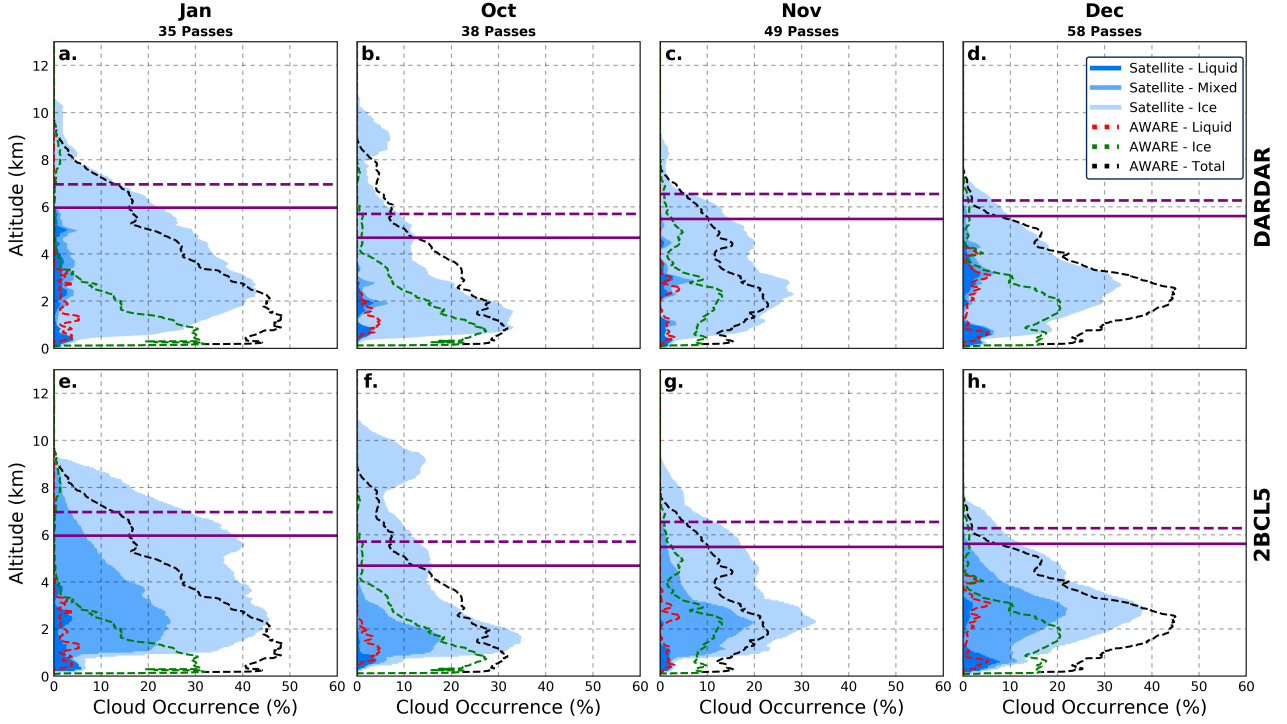 Jan Oct Nov Dec
35 Passes 38 Passes 49 Passes 58 Passes
a. b. c. d.
Satellite - Liquid
Satellite - Mixed
Satellite - Ice
AWARE - Liquid
AWARE - Ice
AWARE - Total
12
10
8
6
4
2
0
Altitude (km)
DARDAR
e. f. g. h.
12
10
8
6
4
2
0
Altitude (km)
2BCL5
0 10 20 30 40 50 60 0 10 20 30 40 50 60 0 10 20 30 40 50 60 0 10 20 30 40 50 60
Cloud Occurrence (%) Cloud Occurrence (%) Cloud Occurrence (%) Cloud Occurrence (%)